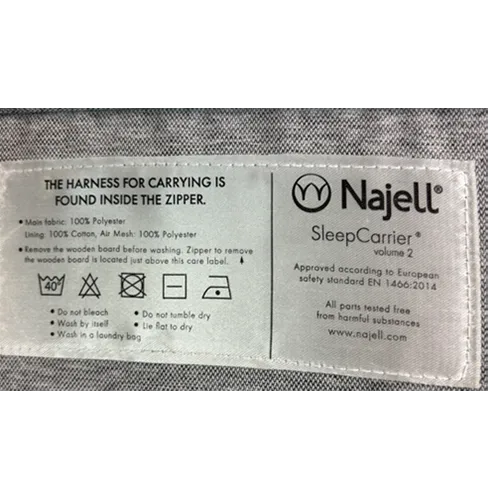 THE HARNESS FOR CARRYING IS
FOUND INSIDE THE ZIPPER.
• Main fabric: 100% Polyester
Lining: 100% Cotton, Air Mesh: 100% Polyester
• Remove the wooden board before washing. Zipper to remove
the wooden board is located just above this care label.
40°
• Do not bleach
• Wash by itself
• Wash in a laundry bag
• Do not tumble dry
• Lie flat to dry
Najell®
SleepCarrier®
volume 2
Approved according to European
safety standard EN 1466:2014
All parts tested free
from harmful substances
www.najell.com